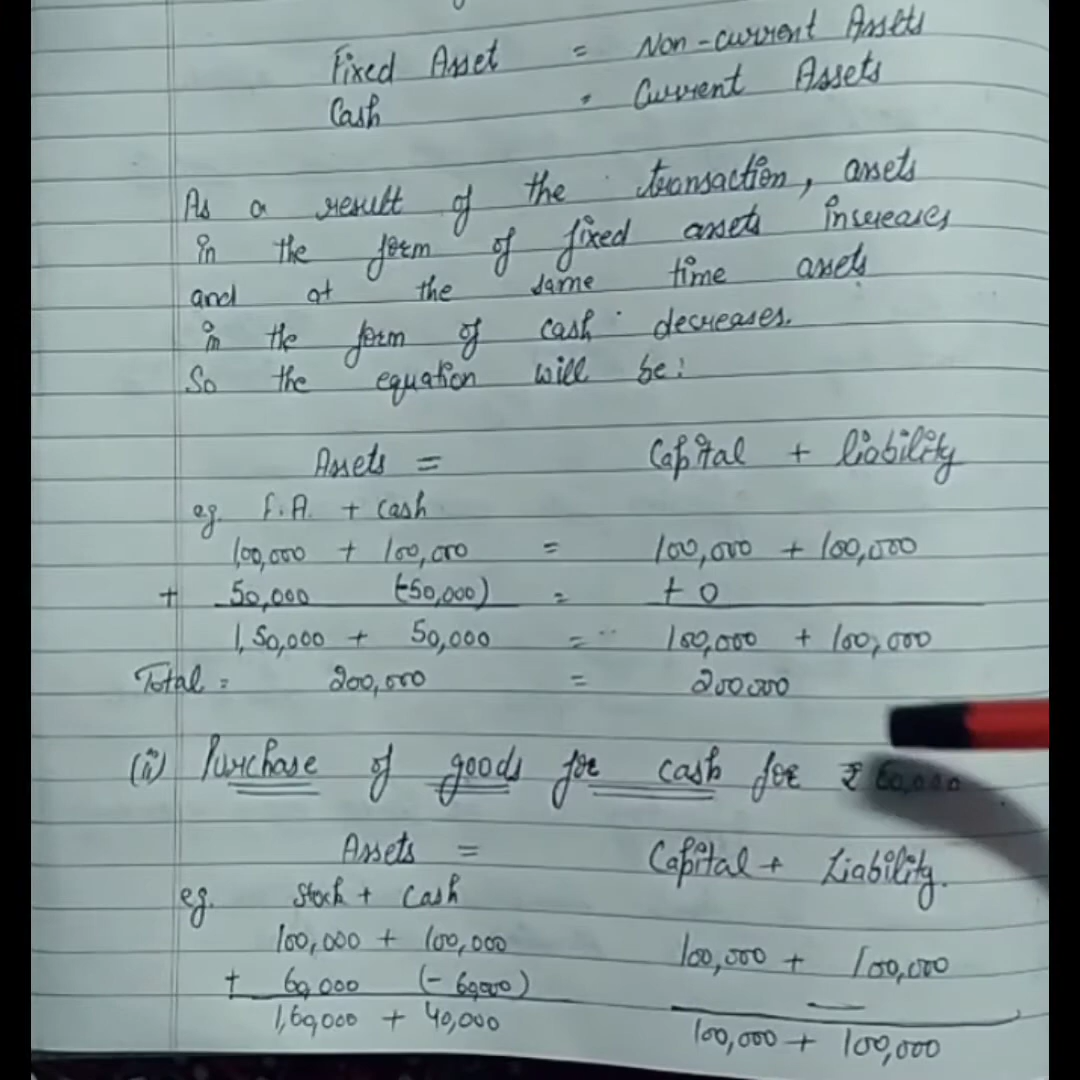 Fixed Asset = Non-current Assets
Cash = Current Assets
As a result of the transaction, assets
in the form of fixed assets increases
and at the same time assets
in the form of cash decreases.
So the equation will be:
Assets = Capital + liability
eg. F.A. + cash
100,000 + 100,000 = 100,000 + 100,000
+ 50,000 (-50,000) = + 0
1,50,000 + 50,000 = 100,000 + 100,000
Total = 200,000 = 200,000
(ii) Purchase of goods for cash for ₹ 60,000
Assets = Capital + Liability.
eg. Stock + Cash
100,000 + 100,000 100,000 + 100,000
+ 60,000 (- 60,000) —
1,60,000 + 40,000 100,000 + 100,000